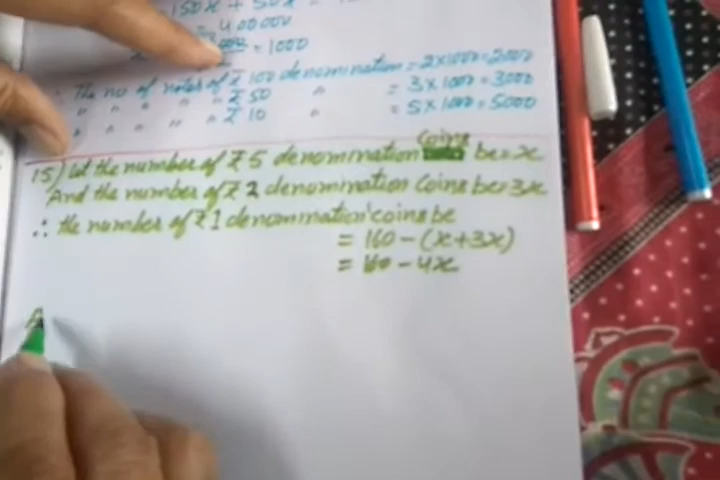 150x + 50x
400000
= 1000
The no of notes of ₹ 100 denomination = 2x1000=2000
" " " " " ₹ 50 " = 3x1000=3000
" " " " " ₹ 10 " = 5x1000=5000
15) Let the number of ₹ 5 denomination coins be = x
And the number of ₹ 2 denomination Coins be = 3x
∴ the number of ₹1 denomination coins be
= 160 - (x+3x)
= 160 - 4x